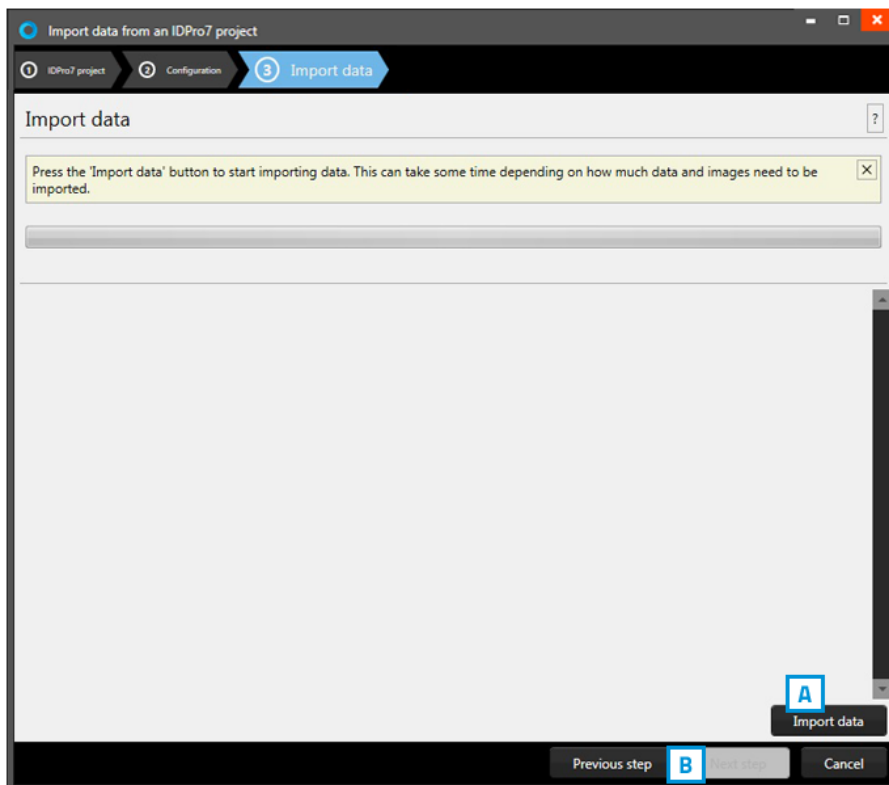 Import data from an IDPro7 project
1 IDPro7 project 2 Configuration 3 Import data
Import data
?
Press the 'Import data' button to start importing data. This can take some time depending on how much data and images need to be
imported.
A
Import data
Previous step B Next step Cancel